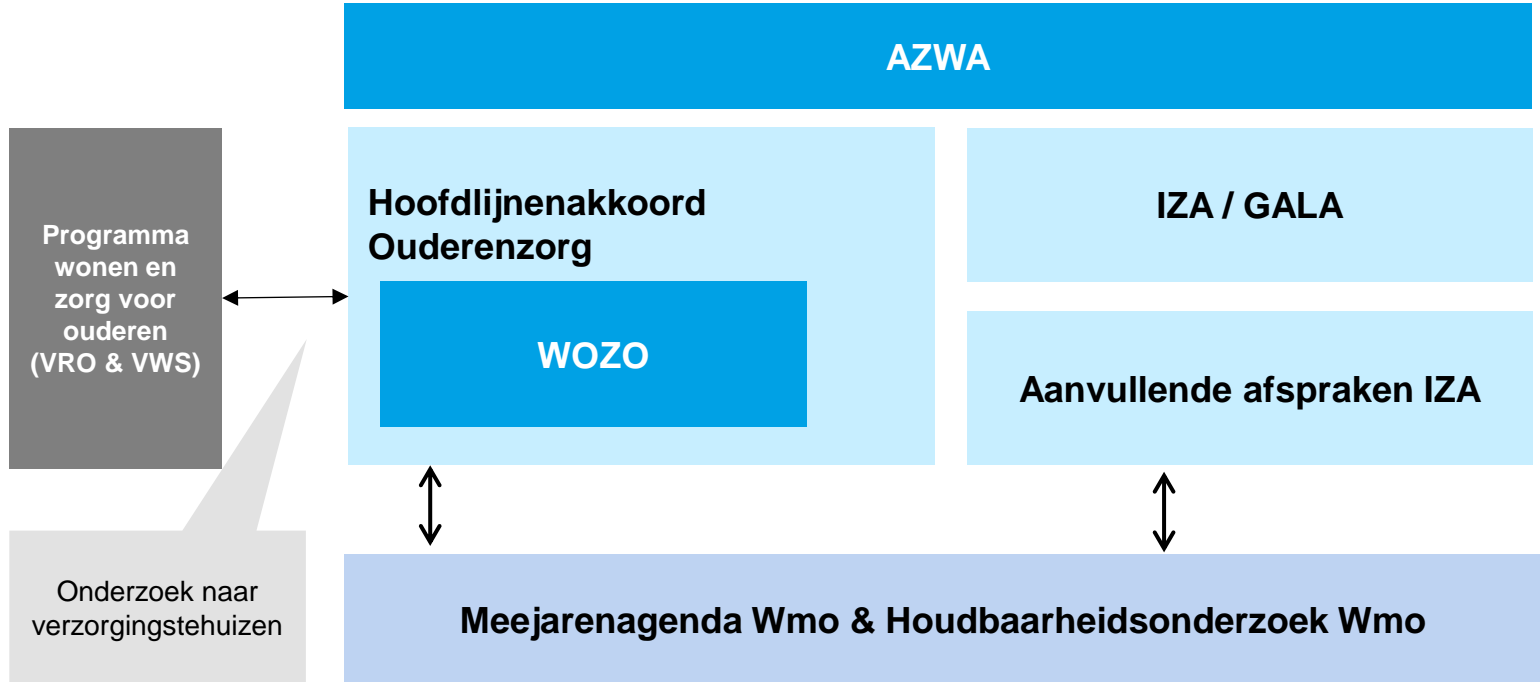 AZWA
Programma
wonen en
zorg voor
ouderen
(VRO & VWS)
Hoofdlijnenakkoord
Ouderenzorg
WOZO
IZA / GALA
Aanvullende afspraken IZA
Onderzoek naar
verzorgingstehuizen
Meejarenagenda Wmo & Houdbaarheidsonderzoek Wmo